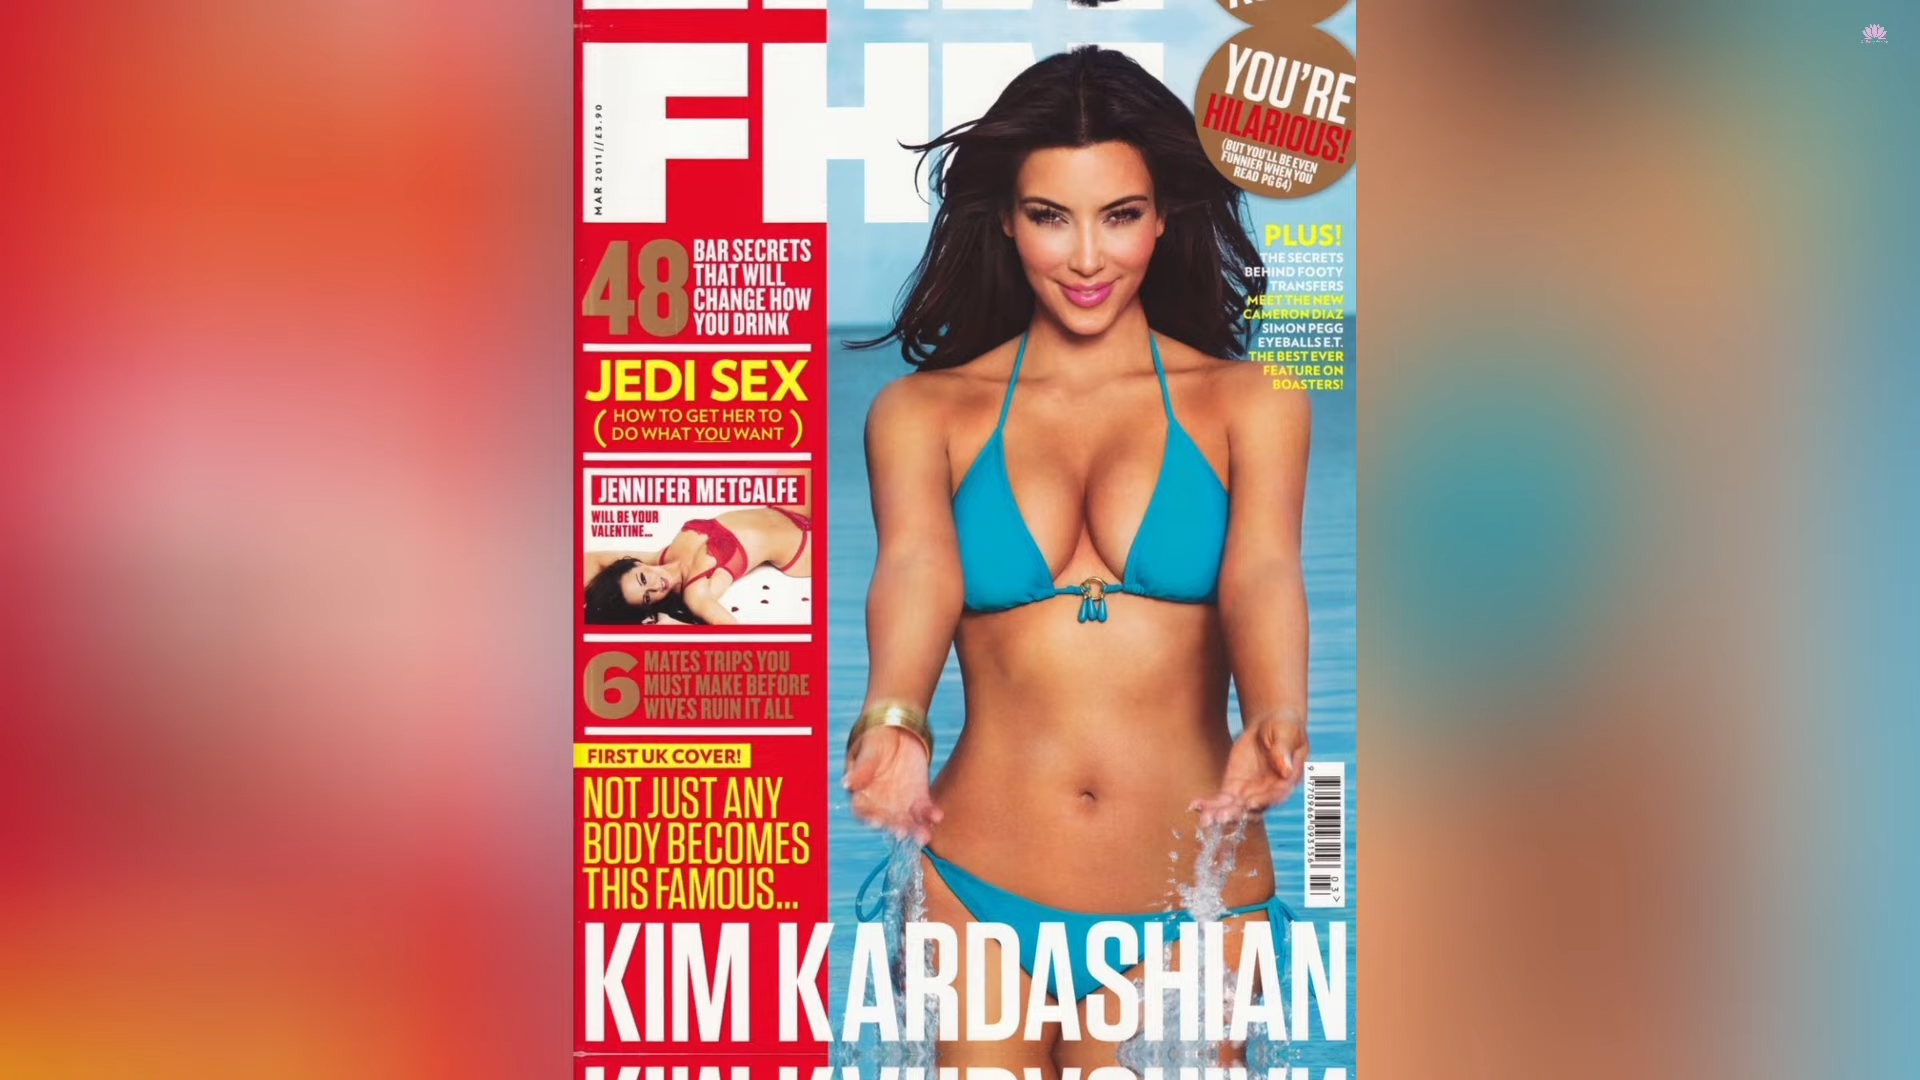 FHM
MAR 2011//£3.90
YOU'RE
HILARIOUS!
(BUT YOU'LL BE EVEN
FUNNIER WHEN YOU
READ PG 64)
48
BAR SECRETS
THAT WILL
CHANGE HOW
YOU DRINK
JEDI SEX
(HOW TO GET HER TO
DO WHAT YOU WANT)
JENNIFER METCALFE
WILL BE YOUR
VALENTINE...
6
MATES TRIPS YOU
MUST MAKE BEFORE
WIVES RUIN IT ALL
FIRST UK COVER!
NOT JUST ANY
BODY BECOMES
THIS FAMOUS...
KIM KARDASHIAN
PLUS!
THE SECRETS
BEHIND FOOTY
TRANSFERS
MEET THE NEW
CAMERON DIAZ
SIMON PEGG
EYEBALLS E.T.
THE BEST EVER
FEATURE ON
BOASTERS!
9 770966 093156
03>